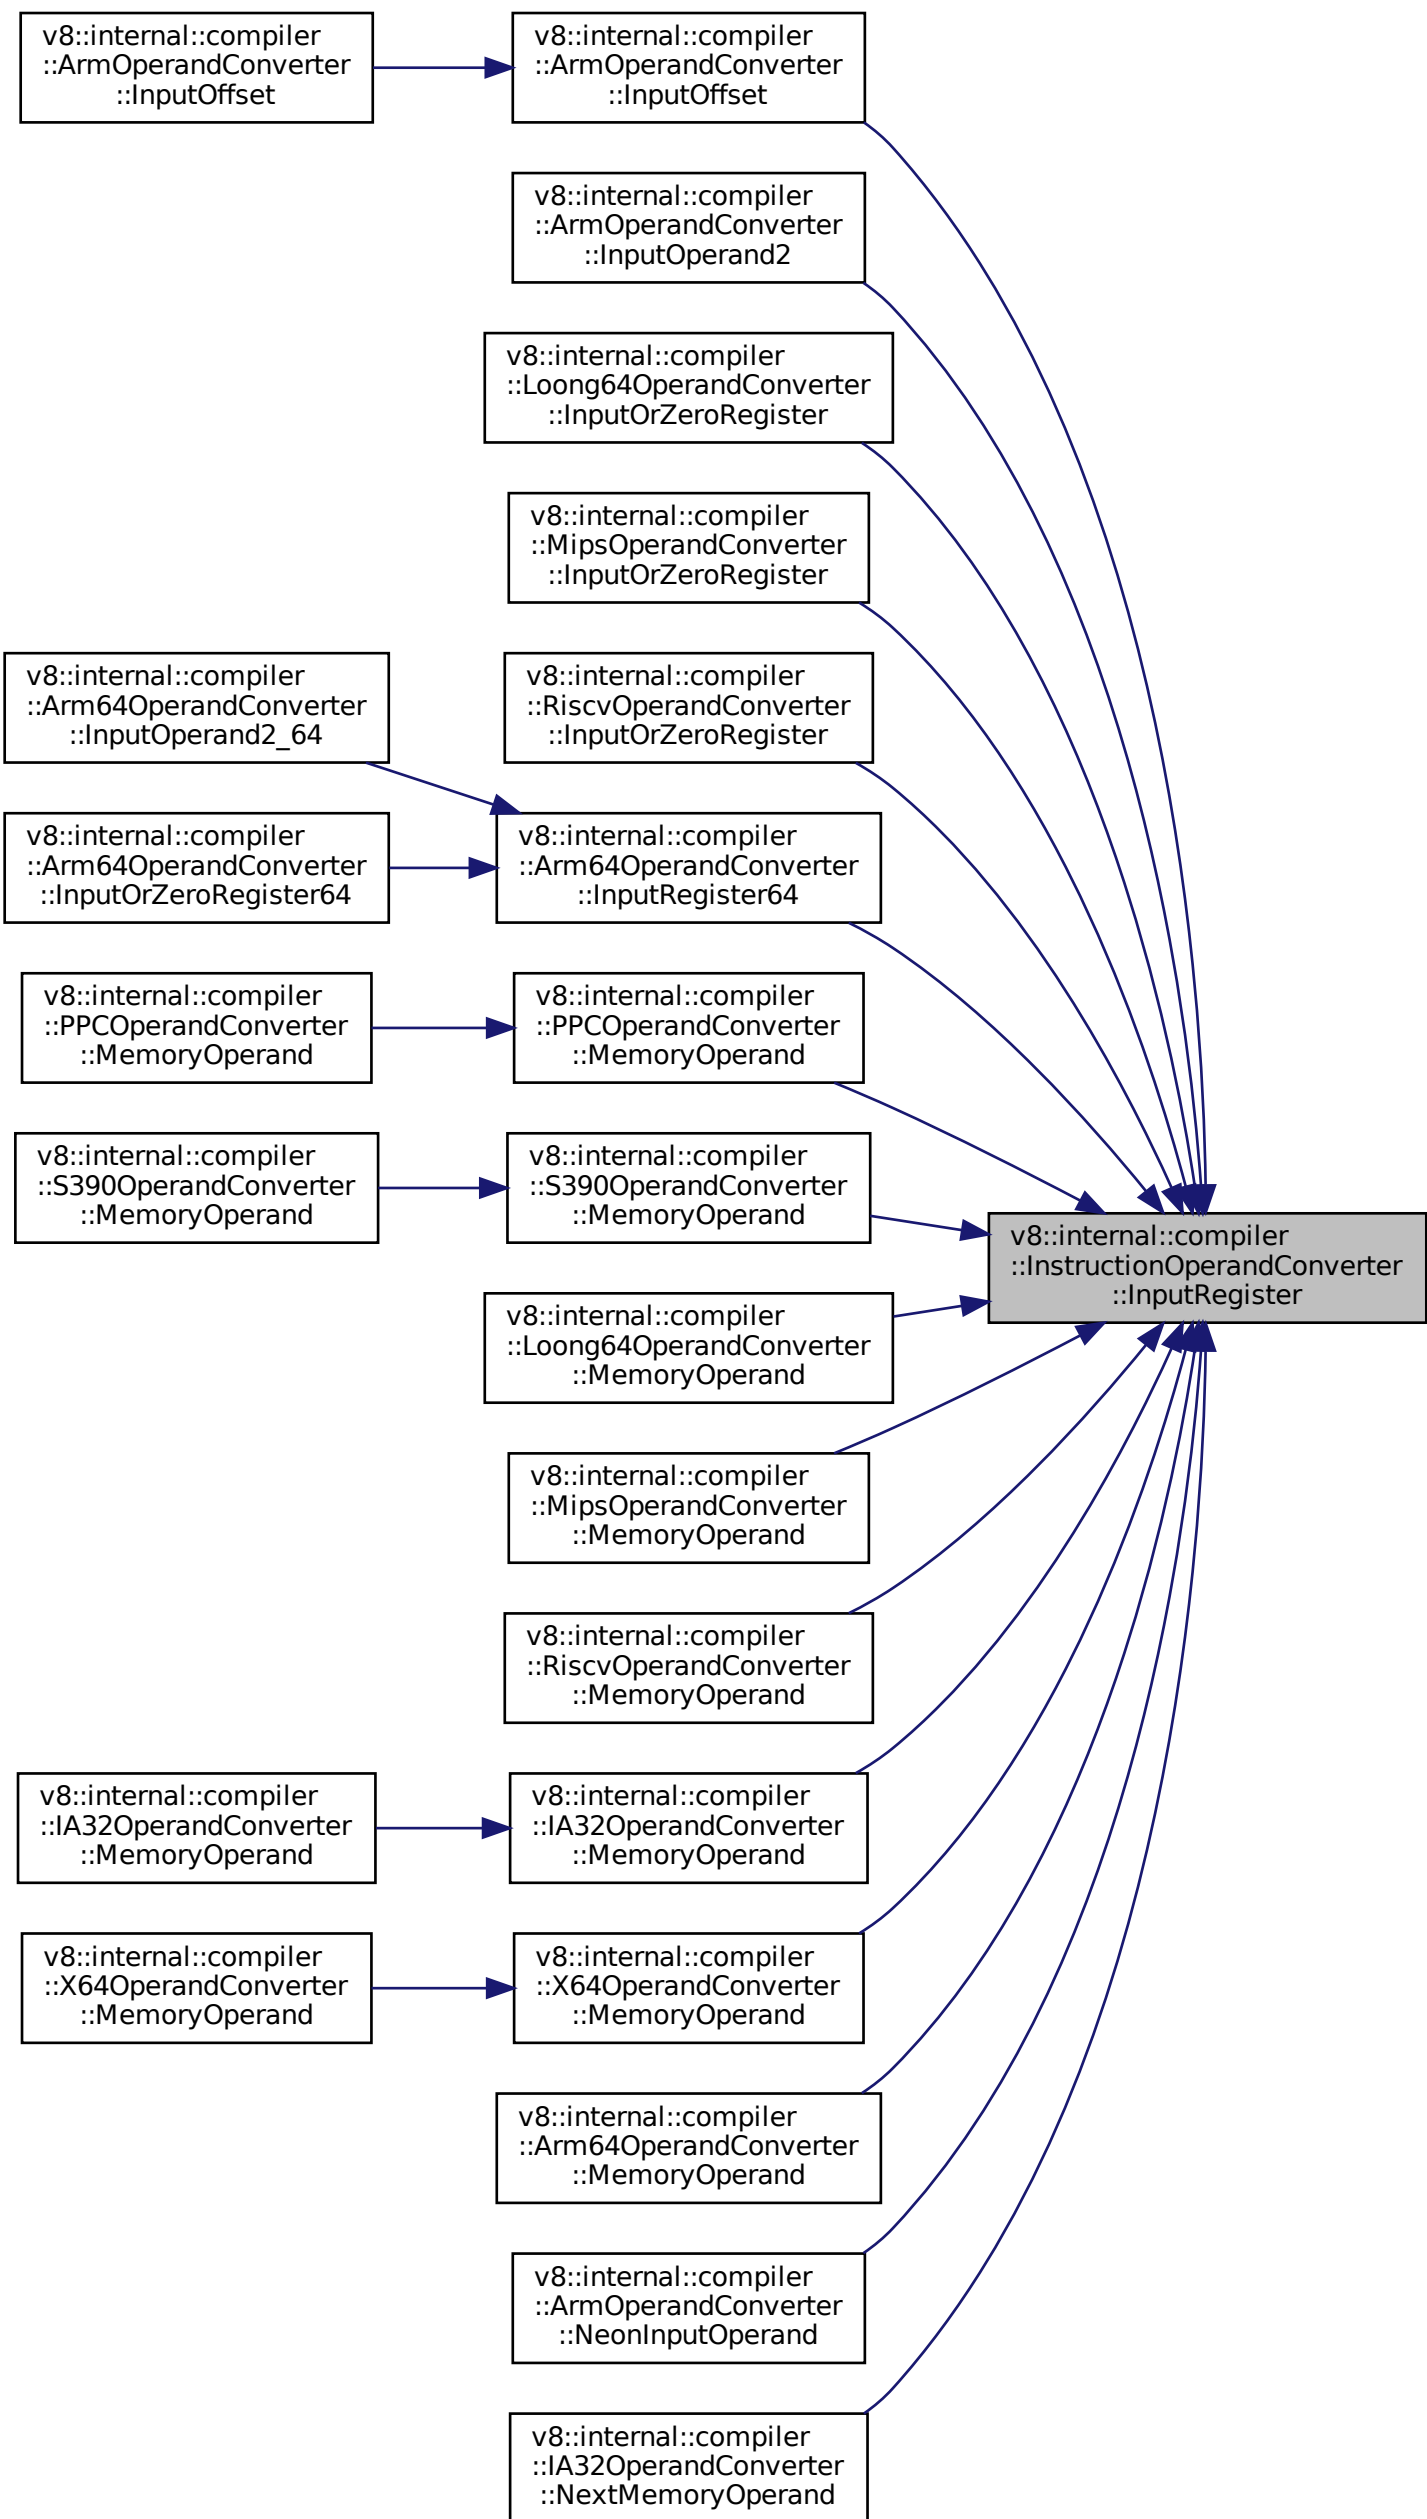 v8::internal::compiler
::ArmOperandConverter
::InputOffset
v8::internal::compiler
::ArmOperandConverter
::InputOffset
v8::internal::compiler
::ArmOperandConverter
::InputOperand2
v8::internal::compiler
::Loong64OperandConverter
::InputOrZeroRegister
v8::internal::compiler
::MipsOperandConverter
::InputOrZeroRegister
v8::internal::compiler
::Arm64OperandConverter
::InputOperand2_64
v8::internal::compiler
::RiscvOperandConverter
::InputOrZeroRegister
v8::internal::compiler
::Arm64OperandConverter
::InputOrZeroRegister64
v8::internal::compiler
::Arm64OperandConverter
::InputRegister64
v8::internal::compiler
::PPCOperandConverter
::MemoryOperand
v8::internal::compiler
::PPCOperandConverter
::MemoryOperand
v8::internal::compiler
::S390OperandConverter
::MemoryOperand
v8::internal::compiler
::S390OperandConverter
::MemoryOperand
v8::internal::compiler
::InstructionOperandConverter
::InputRegister
v8::internal::compiler
::Loong64OperandConverter
::MemoryOperand
v8::internal::compiler
::MipsOperandConverter
::MemoryOperand
v8::internal::compiler
::RiscvOperandConverter
::MemoryOperand
v8::internal::compiler
::IA32OperandConverter
::MemoryOperand
v8::internal::compiler
::IA32OperandConverter
::MemoryOperand
v8::internal::compiler
::X64OperandConverter
::MemoryOperand
v8::internal::compiler
::X64OperandConverter
::MemoryOperand
v8::internal::compiler
::Arm64OperandConverter
::MemoryOperand
v8::internal::compiler
::ArmOperandConverter
::NeonInputOperand
v8::internal::compiler
::IA32OperandConverter
::NextMemoryOperand